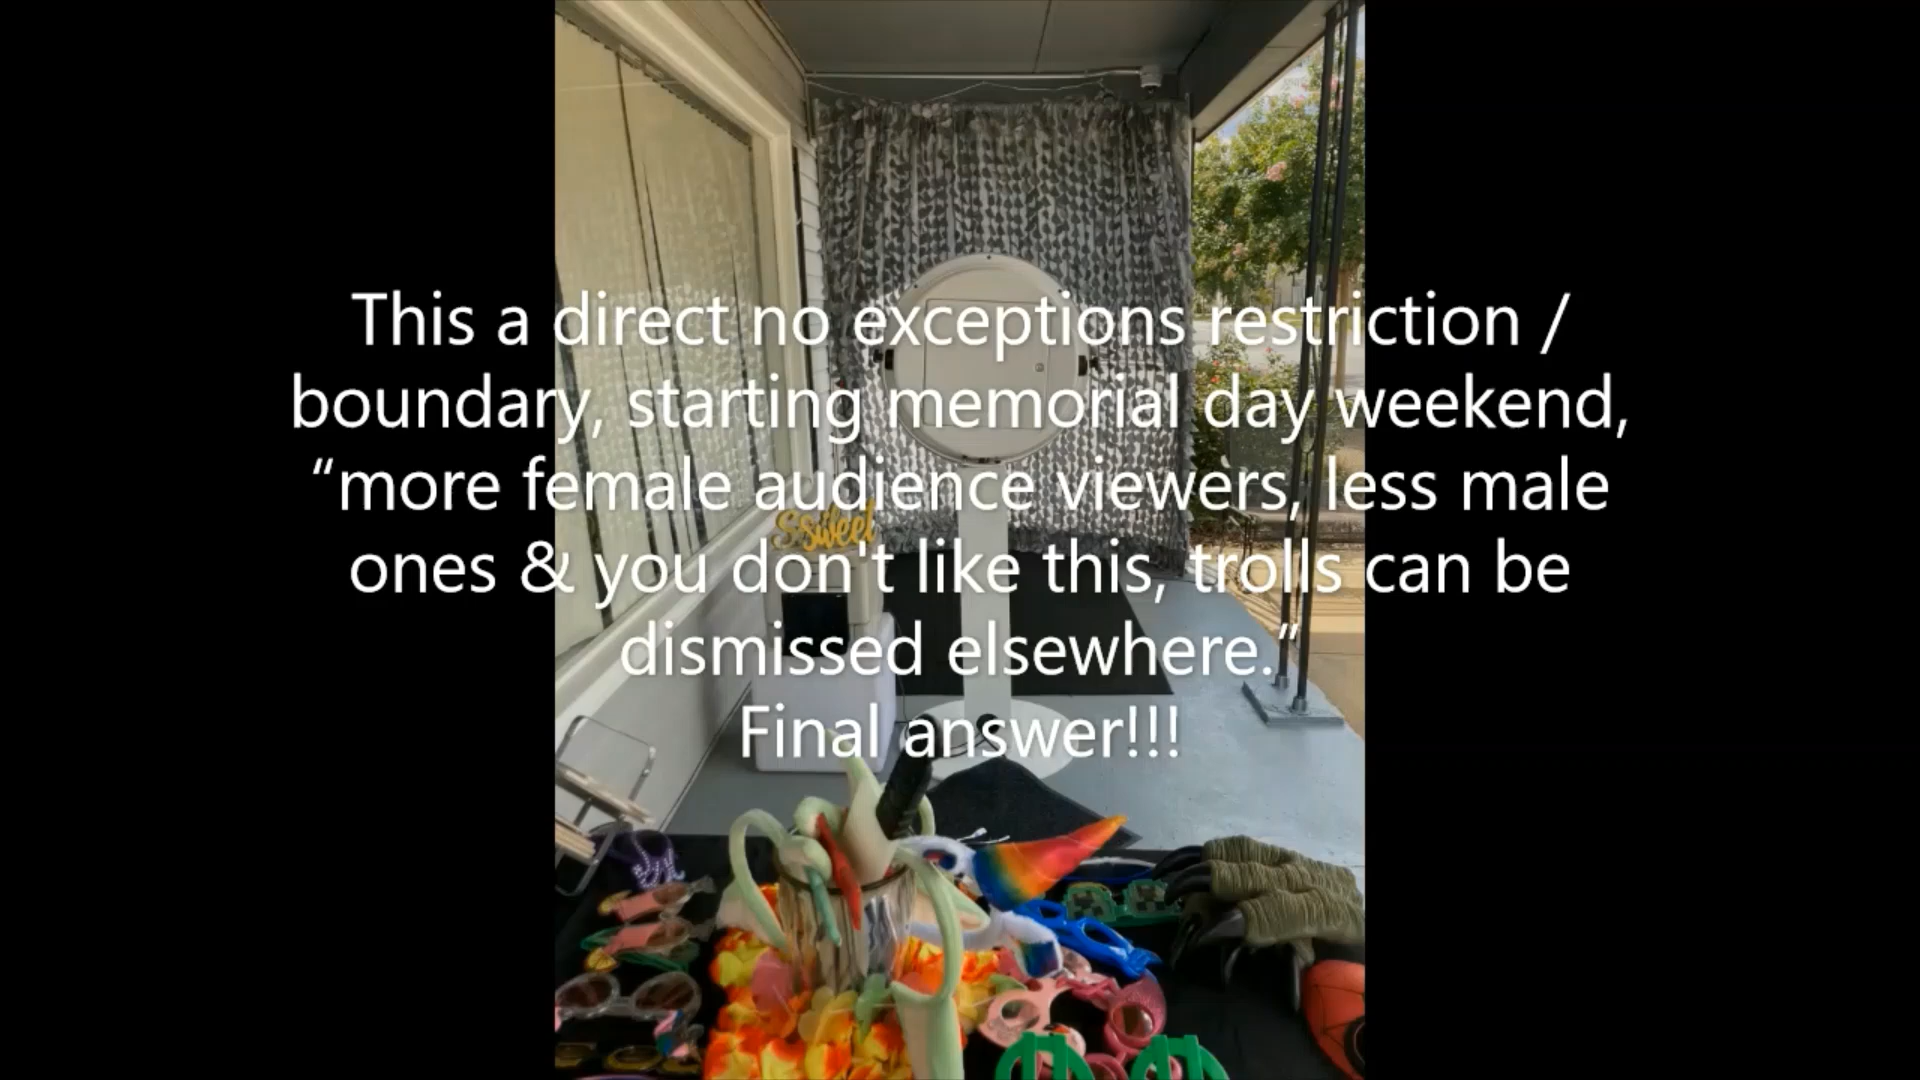 This a direct no exceptions restriction /
boundary, starting memorial day weekend,
“more female audience viewers, less male
ones & you don't like this, trolls can be
dismissed elsewhere.”
Final answer!!!